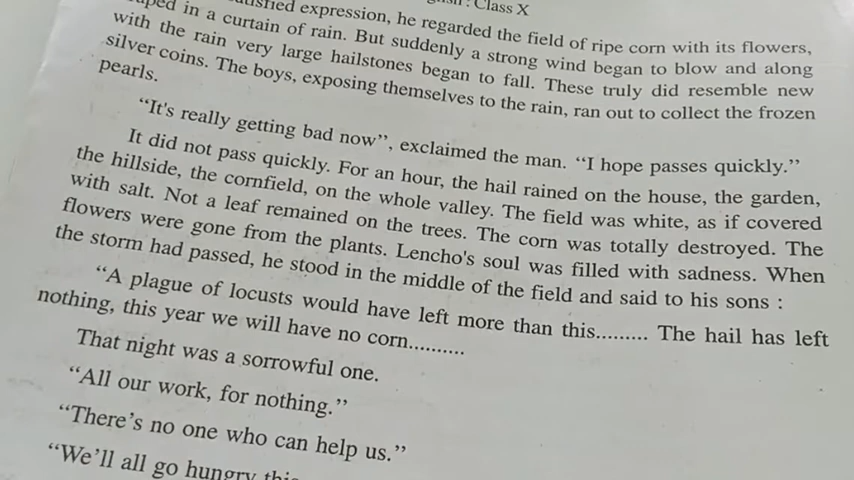 : Class X
expression, he regarded the field of ripe corn with its flowers,
in a curtain of rain. But suddenly a strong wind began to blow and along
with the rain very large hailstones began to fall. These truly did resemble new
silver coins. The boys, exposing themselves to the rain, ran out to collect the frozen
pearls.
“It's really getting bad now”, exclaimed the man. “I hope passes quickly.”
It did not pass quickly. For an hour, the hail rained on the house, the garden,
the hillside, the cornfield, on the whole valley. The field was white, as if covered
with salt. Not a leaf remained on the trees. The corn was totally destroyed. The
flowers were gone from the plants. Lencho's soul was filled with sadness. When
the storm had passed, he stood in the middle of the field and said to his sons :
“A plague of locusts would have left more than this......... The hail has left
nothing, this year we will have no corn..........
That night was a sorrowful one.
“All our work, for nothing.”
“There’s no one who can help us.”
“We’ll all go hungry